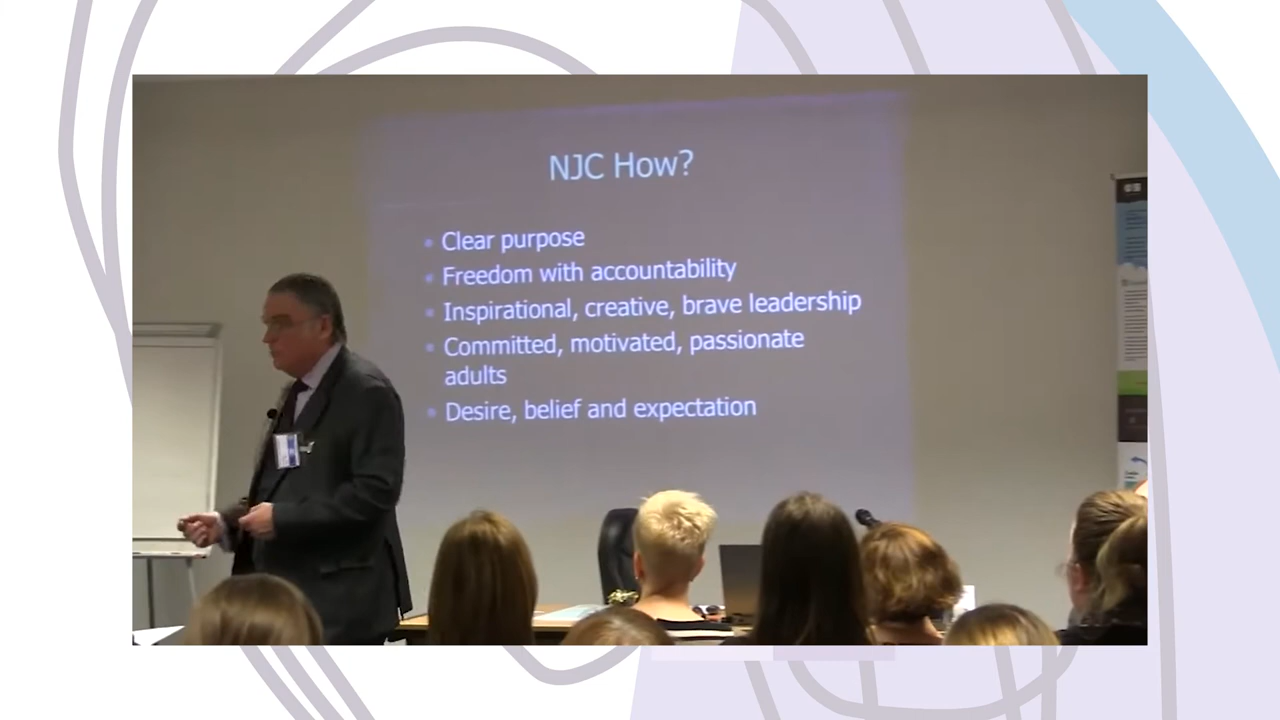 NJC How?
• Clear purpose
• Freedom with accountability
• Inspirational, creative, brave leadership
• Committed, motivated, passionate
adults
• Desire, belief and expectation